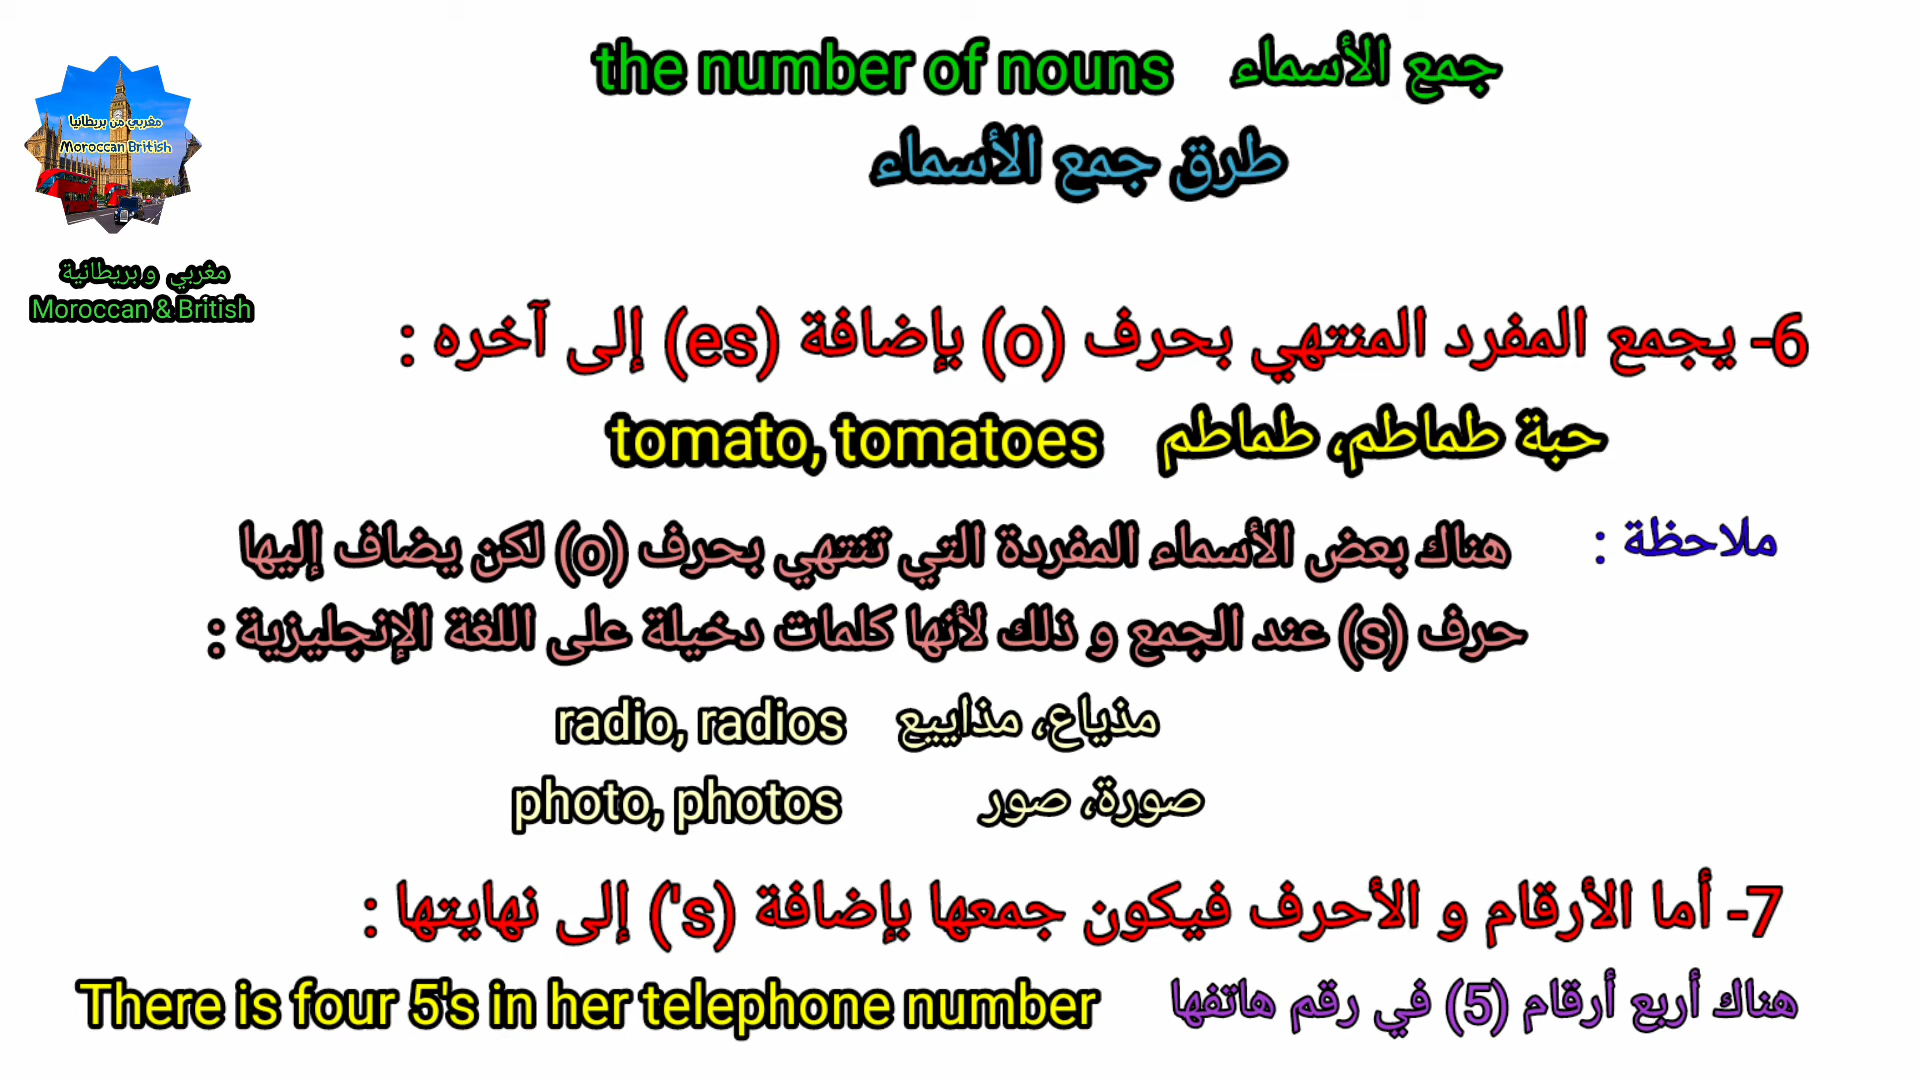 the number of nouns جمع الأسماء
طرق جمع الأسماء
مغربي من بريطانيا
Moroccan British
مغربي و بريطانية
Moroccan & British
6- يجمع المفرد المنتهي بحرف (o) بإضافة (es) إلى آخره :
tomato, tomatoes حبة طماطم، طماطم
ملاحظة : هناك بعض الأسماء المفردة التي تنتهي بحرف (o) لكن يضاف إليها
حرف (s) عند الجمع و ذلك لأنها كلمات دخيلة على اللغة الإنجليزية :
radio, radios مذياع، مذاييع
photo, photos صورة، صور
7- أما الأرقام و الأحرف فيكون جمعها بإضافة ('s) إلى نهايتها :
There is four 5's in her telephone number هناك أربع أرقام (5) في رقم هاتفها